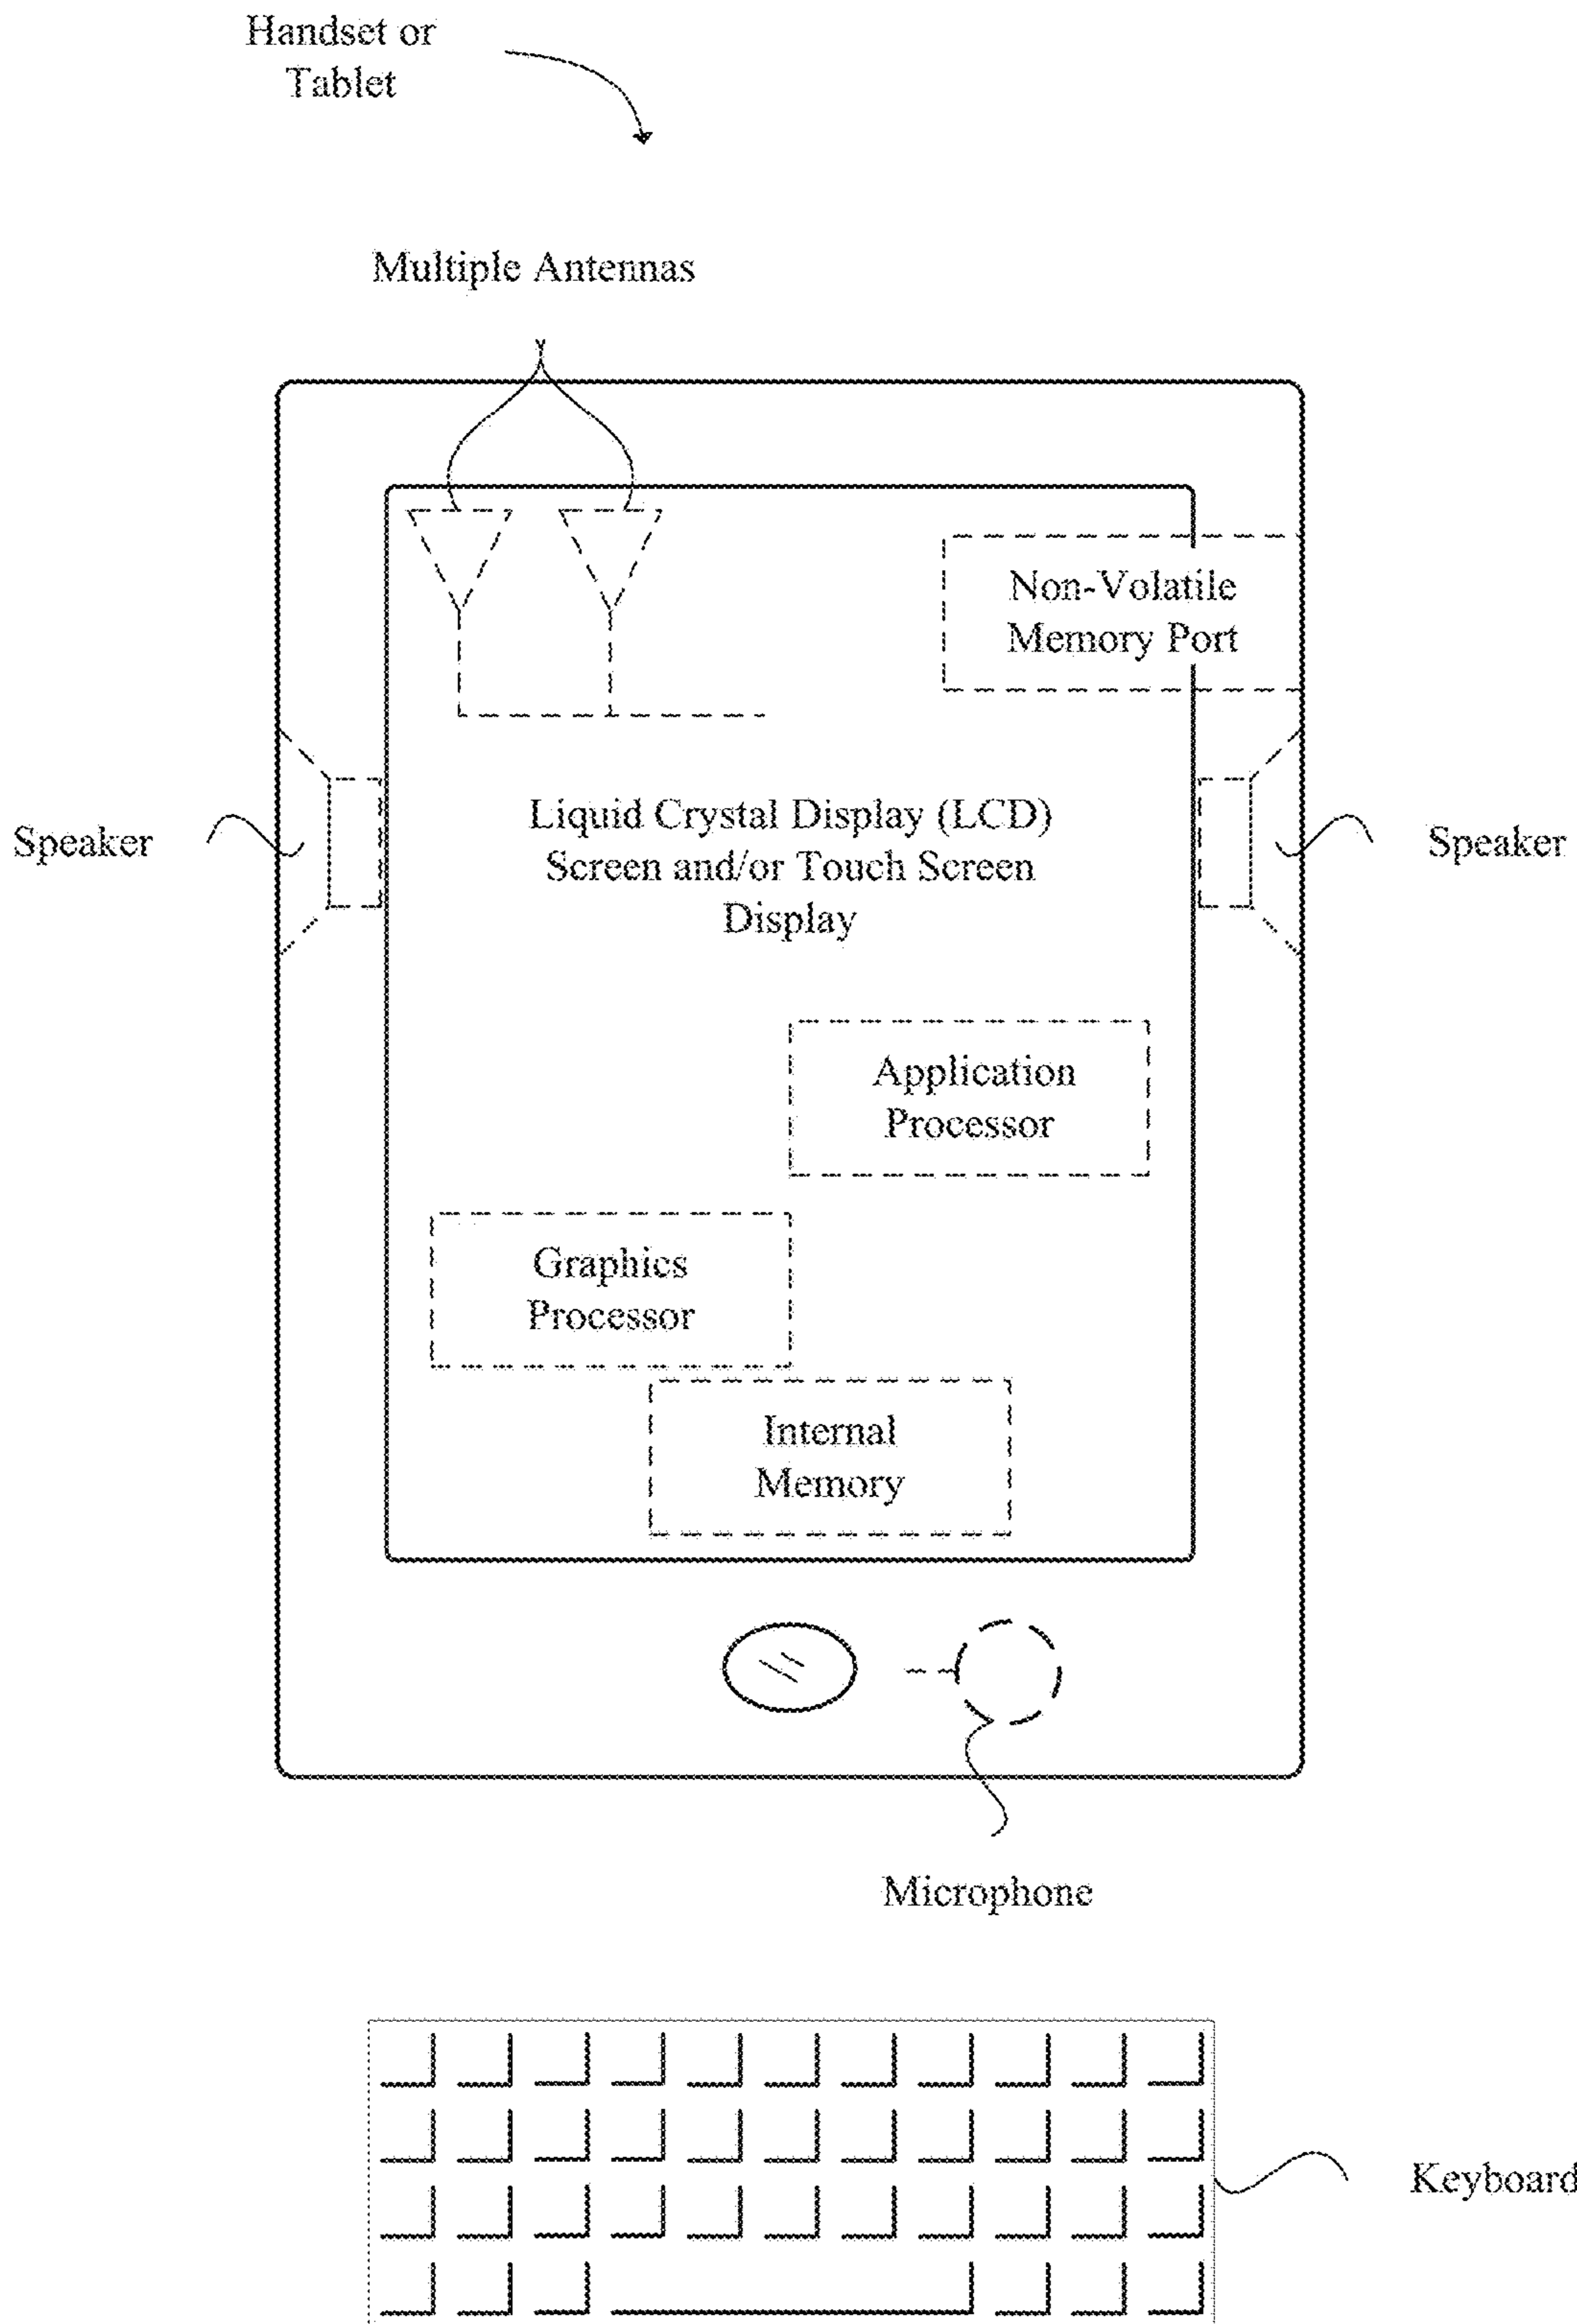 Handset or
Tablet
Multiple Antennas
Non-Volatile
Memory Port
Speaker
Liquid Crystal Display (LCD)
Screen and/or Touch Screen
Display
Speaker
Application
Processor
Graphics
Processor
Internal
Memory
Microphone
Keyboard